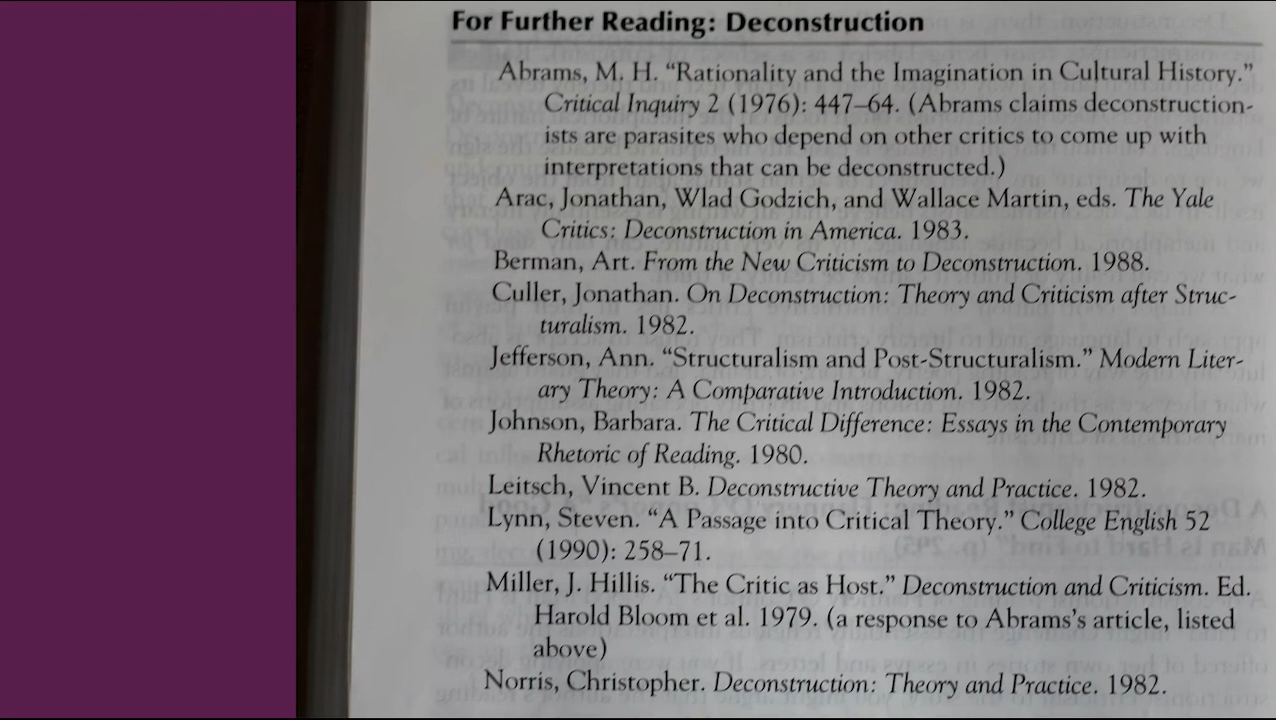 For Further Reading: Deconstruction
Abrams, M. H. “Rationality and the Imagination in Cultural History.”
Critical Inquiry 2 (1976): 447–64. (Abrams claims deconstruction-
ists are parasites who depend on other critics to come up with
interpretations that can be deconstructed.)
Arac, Jonathan, Wlad Godzich, and Wallace Martin, eds. The Yale
Critics: Deconstruction in America. 1983.
Berman, Art. From the New Criticism to Deconstruction. 1988.
Culler, Jonathan. On Deconstruction: Theory and Criticism after Struc-
turalism. 1982.
Jefferson, Ann. “Structuralism and Post-Structuralism.” Modern Liter-
ary Theory: A Comparative Introduction. 1982.
Johnson, Barbara. The Critical Difference: Essays in the Contemporary
Rhetoric of Reading. 1980.
Leitsch, Vincent B. Deconstructive Theory and Practice. 1982.
Lynn, Steven. “A Passage into Critical Theory.” College English 52
(1990): 258–71.
Miller, J. Hillis. “The Critic as Host.” Deconstruction and Criticism. Ed.
Harold Bloom et al. 1979. (a response to Abrams’s article, listed
above)
Norris, Christopher. Deconstruction: Theory and Practice. 1982.